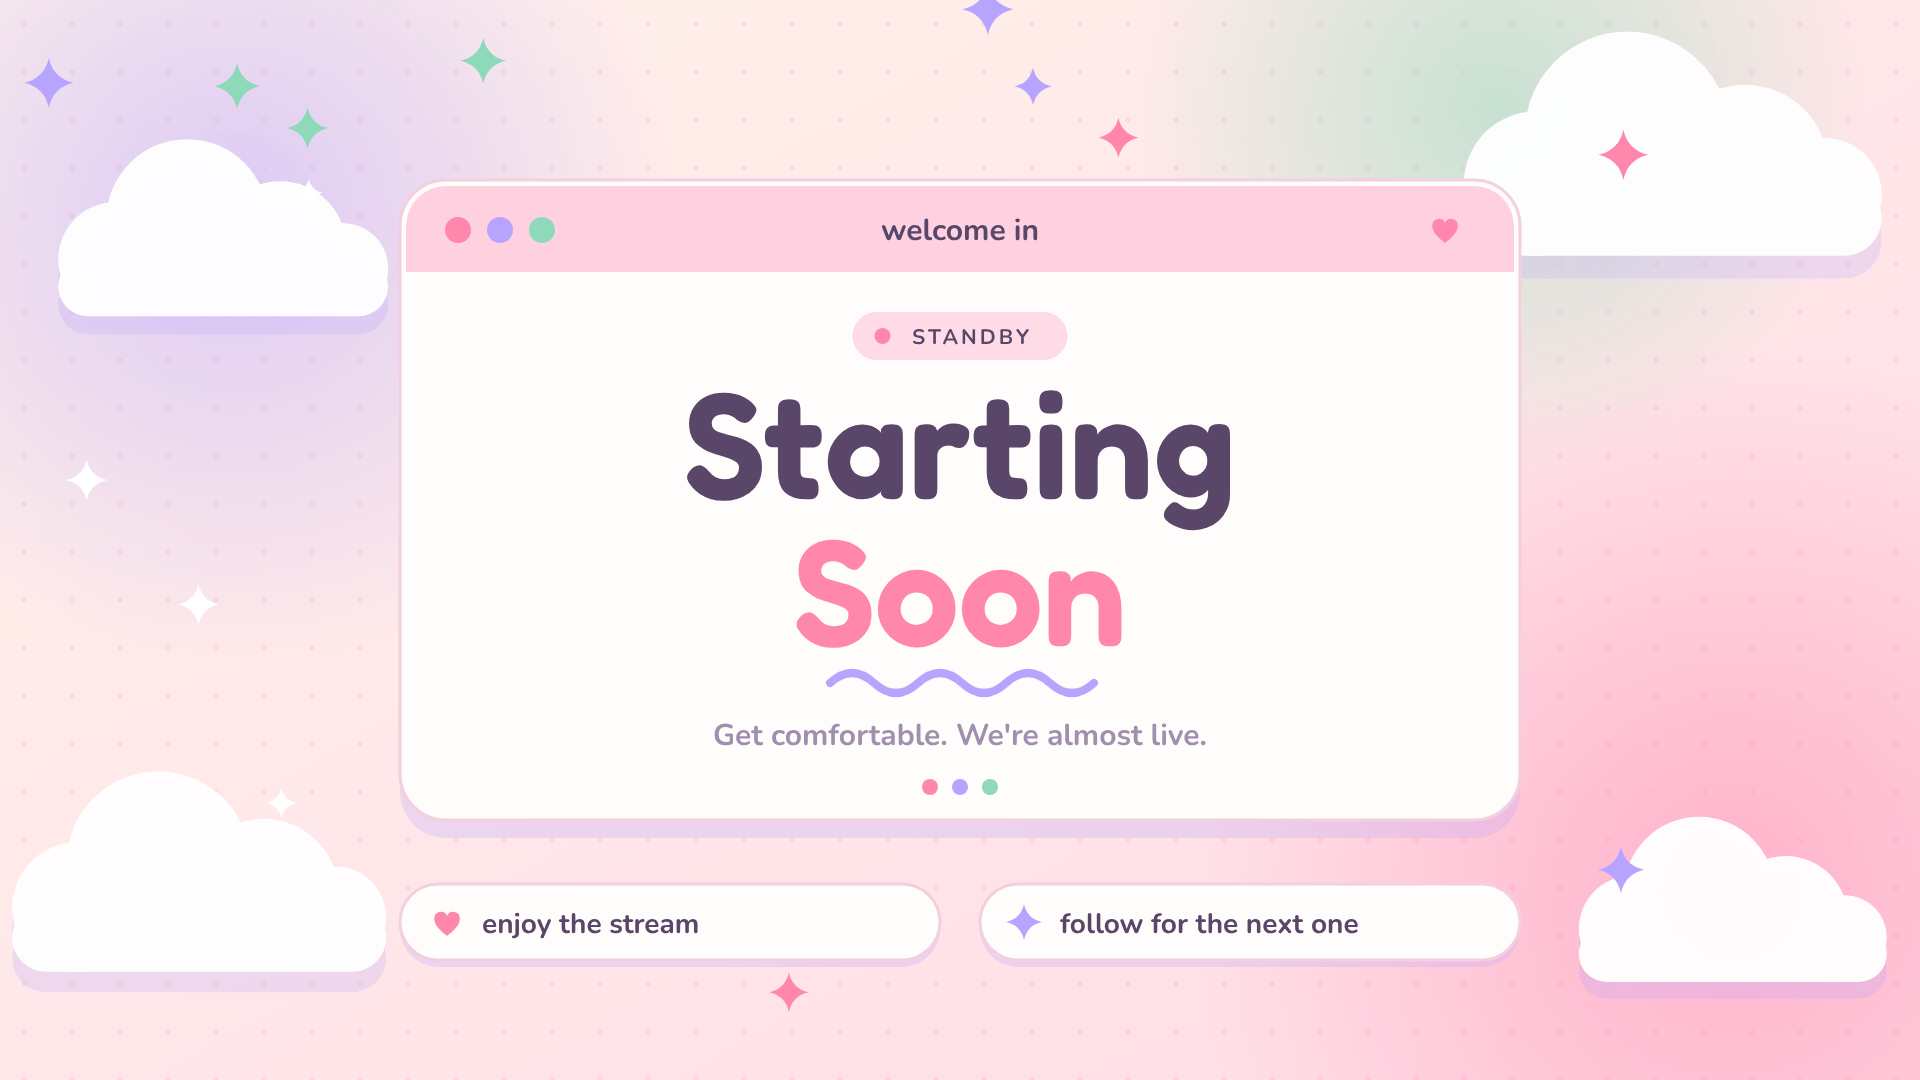 welcome in
STANDBY
Starting
Soon
Get comfortable. We're almost live.
enjoy the stream
follow for the next one